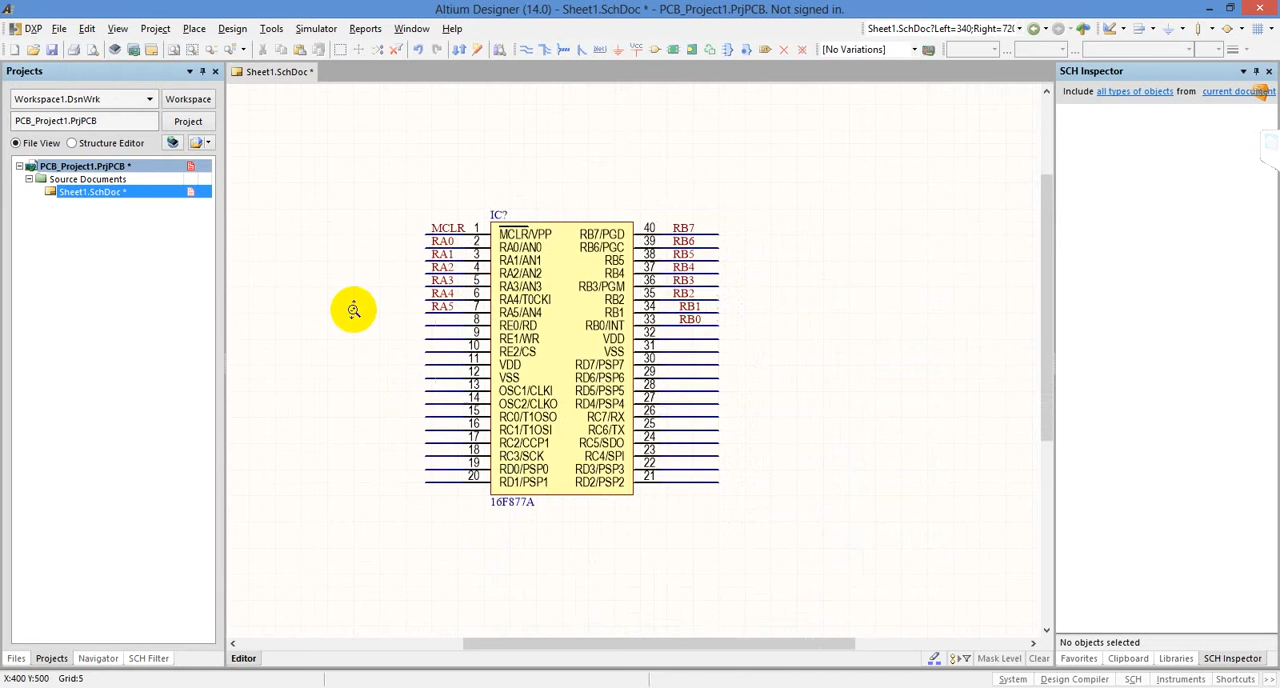 Altium Designer (14.0) - Sheet1.SchDoc * - PCB_Project1.PrjPCB. Not signed in.
DXP File Edit View Project Place Design Tools Simulator Reports Window Help
Sheet1.SchDoc?Left=340;Right=720
[No Variations]
Projects
Sheet1.SchDoc *
SCH Inspector
Workspace1.DsnWrk Workspace
Include all types of objects from current document
PCB_Project1.PrjPCB Project
File View Structure Editor
PCB_Project1.PrjPCB *
Source Documents
Sheet1.SchDoc *
IC?
MCLR 1 MCLR/VPP RB7/PGD 40 RB7
RA0 2 RA0/AN0 RB6/PGC 39 RB6
RA1 3 RA1/AN1 RB5 38 RB5
RA2 4 RA2/AN2 RB4 37 RB4
RA3 5 RA3/AN3 RB3/PGM 36 RB3
RA4 6 RA4/T0CKI RB2 35 RB2
RA5 7 RA5/AN4 RB1 34 RB1
8 RE0/RD RB0/INT 33 RB0
9 RE1/WR VDD 32
10 RE2/CS VSS 31
11 VDD RD7/PSP7 30
12 VSS RD6/PSP6 29
13 OSC1/CLKI RD5/PSP5 28
14 OSC2/CLKO RD4/PSP4 27
15 RC0/T1OSO RC7/RX 26
16 RC1/T1OSI RC6/TX 25
17 RC2/CCP1 RC5/SDO 24
18 RC3/SCK RC4/SPI 23
19 RD0/PSP0 RD3/PSP3 22
20 RD1/PSP1 RD2/PSP2 21
16F877A
No objects selected
Files Projects Navigator SCH Filter
Editor
Mask Level Clear
Favorites Clipboard Libraries SCH Inspector
X:400 Y:500 Grid:5
System Design Compiler SCH Instruments Shortcuts >>